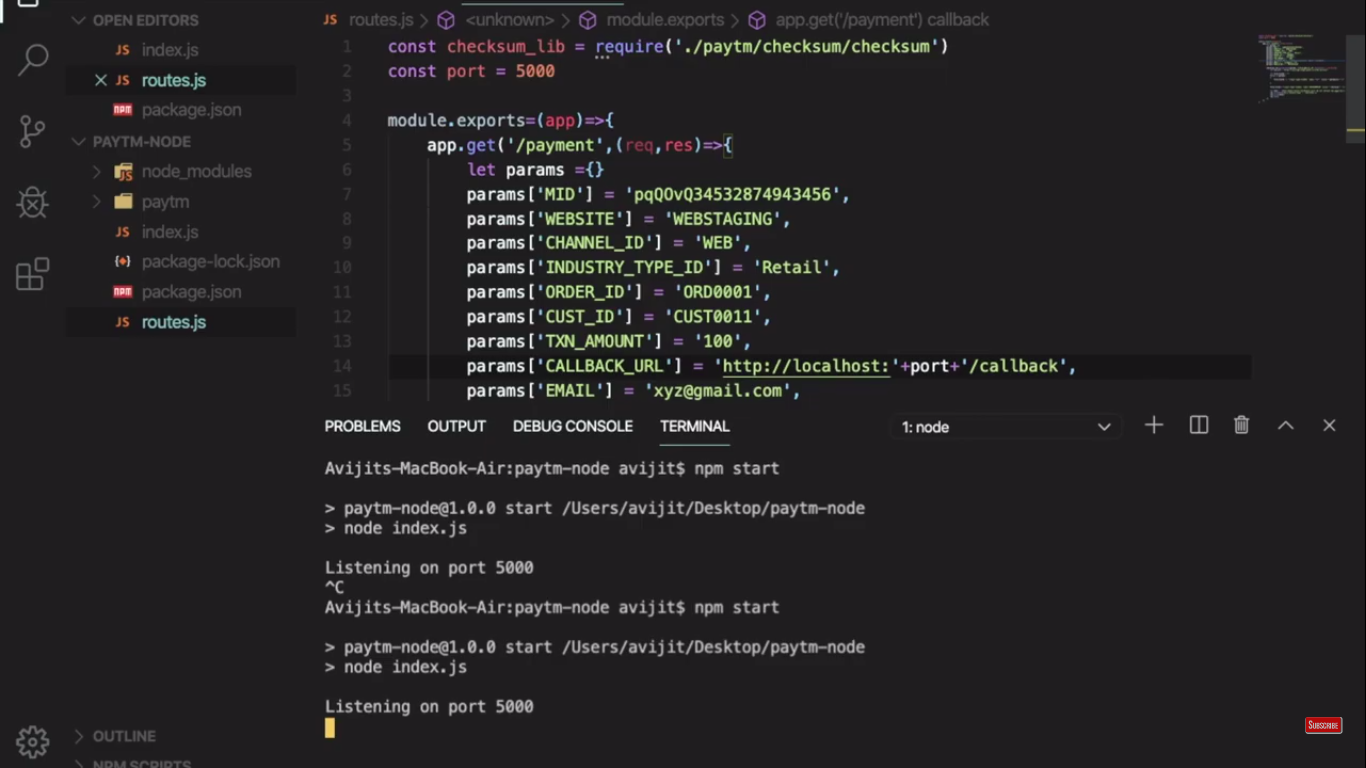 OPEN EDITORS
JS index.js
JS routes.js
npm package.json
PAYTM-NODE
node_modules
paytm
JS index.js
package-lock.json
npm package.json
JS routes.js
OUTLINE
NPM SCRIPTS
JS routes.js > <unknown> > module.exports > app.get('/payment') callback
1 const checksum_lib = require('./paytm/checksum/checksum')
2 const port = 5000
3
4 module.exports=(app)=>{
5 app.get('/payment',(req,res)=>{
6 let params ={}
7 params['MID'] = 'pqQOvQ34532874943456',
8 params['WEBSITE'] = 'WEBSTAGING',
9 params['CHANNEL_ID'] = 'WEB',
10 params['INDUSTRY_TYPE_ID'] = 'Retail',
11 params['ORDER_ID'] = 'ORD0001',
12 params['CUST_ID'] = 'CUST0011',
13 params['TXN_AMOUNT'] = '100',
14 params['CALLBACK_URL'] = 'http://localhost:'+port+'/callback',
15 params['EMAIL'] = 'xyz@gmail.com',
PROBLEMS OUTPUT DEBUG CONSOLE TERMINAL 1: node
Avijits-MacBook-Air:paytm-node avijit$ npm start
> paytm-node@1.0.0 start /Users/avijit/Desktop/paytm-node
> node index.js
Listening on port 5000
^C
Avijits-MacBook-Air:paytm-node avijit$ npm start
> paytm-node@1.0.0 start /Users/avijit/Desktop/paytm-node
> node index.js
Listening on port 5000
SUBSCRIBE